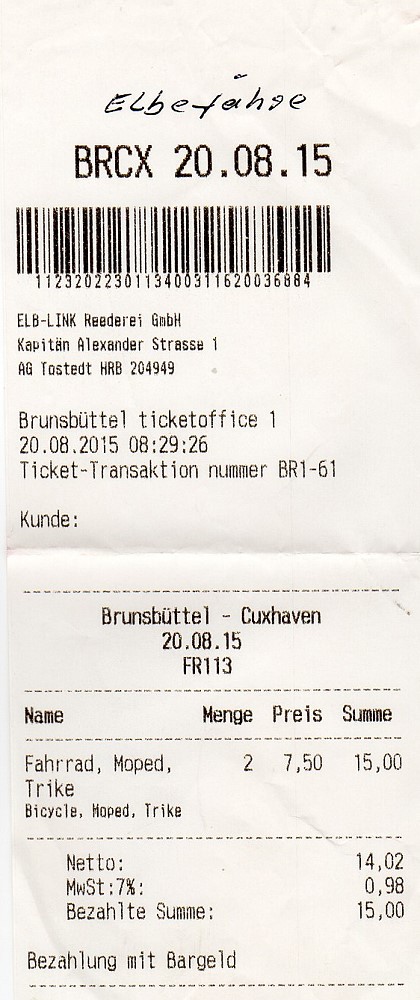 Elbefähre
BRCX 20.08.15
1123202230113400311620036884
ELB-LINK Reederei GmbH
Kapitän Alexander Strasse 1
AG Tostedt HRB 204949
Brunsbüttel ticketoffice 1
20.08.2015 08:29:26
Ticket-Transaktion nummer BR1-61
Kunde:
Brunsbüttel - Cuxhaven
20.08.15
FR113
Name Menge Preis Summe
Fahrrad, Moped, 2 7,50 15,00
Trike
Bicycle, Moped, Trike
Netto: 14,02
MwSt:7%: 0,98
Bezahlte Summe: 15,00
Bezahlung mit Bargeld